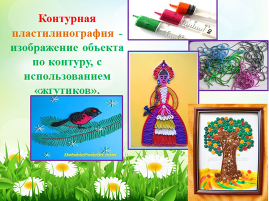 Контурная
пластилинография -
изображение объекта
по контуру, с
использованием
«жгутиков».